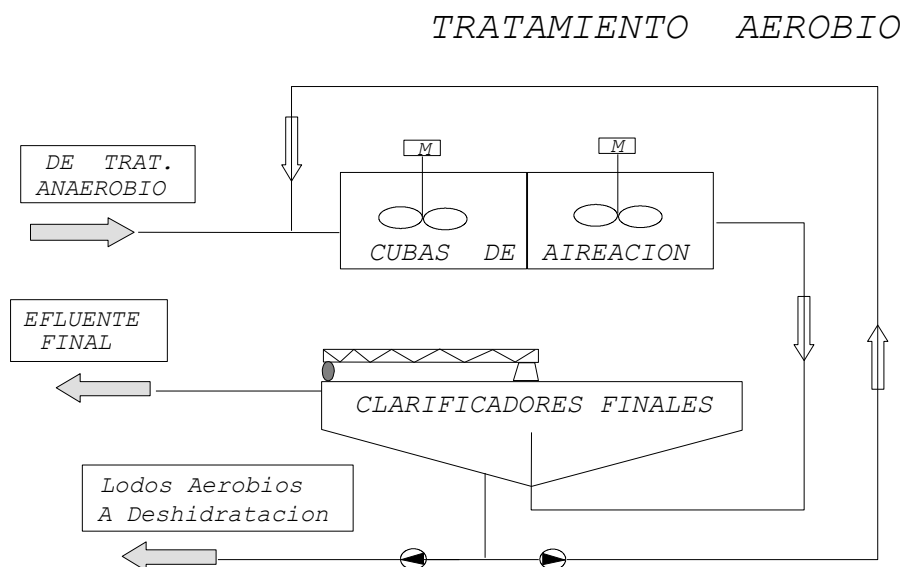 TRATAMIENTO AEROBIO
DE TRAT.
ANAEROBIO
M
M
CUBAS DE AIREACION
EFLUENTE
FINAL
CLARIFICADORES FINALES
Lodos Aerobios
A Deshidratacion